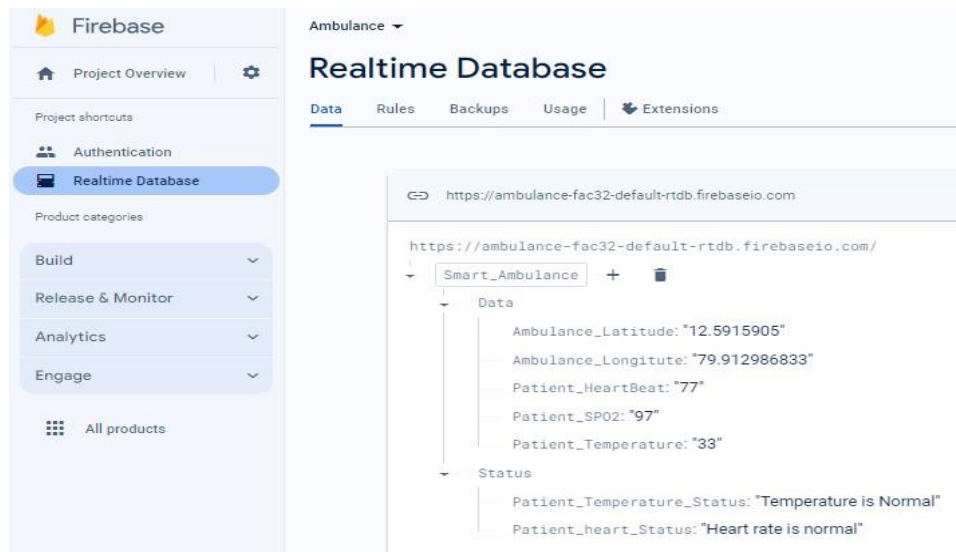 Firebase
Project Overview
Project shortcuts
Authentication
Realtime Database
Product categories
Build
Release & Monitor
Analytics
Engage
All products
Ambulance
Realtime Database
Data Rules Backups Usage Extensions
https://ambulance-fac32-default-rtdb.firebaseio.com
https://ambulance-fac32-default-rtdb.firebaseio.com/
Smart_Ambulance
Data
Ambulance_Latitude: "12.5915905"
Ambulance_Longitute: "79.912986833"
Patient_HeartBeat: "77"
Patient_SPO2: "97"
Patient_Temperature: "33"
Status
Patient_Temperature_Status: "Temperature is Normal"
Patient_heart_Status: "Heart rate is normal"